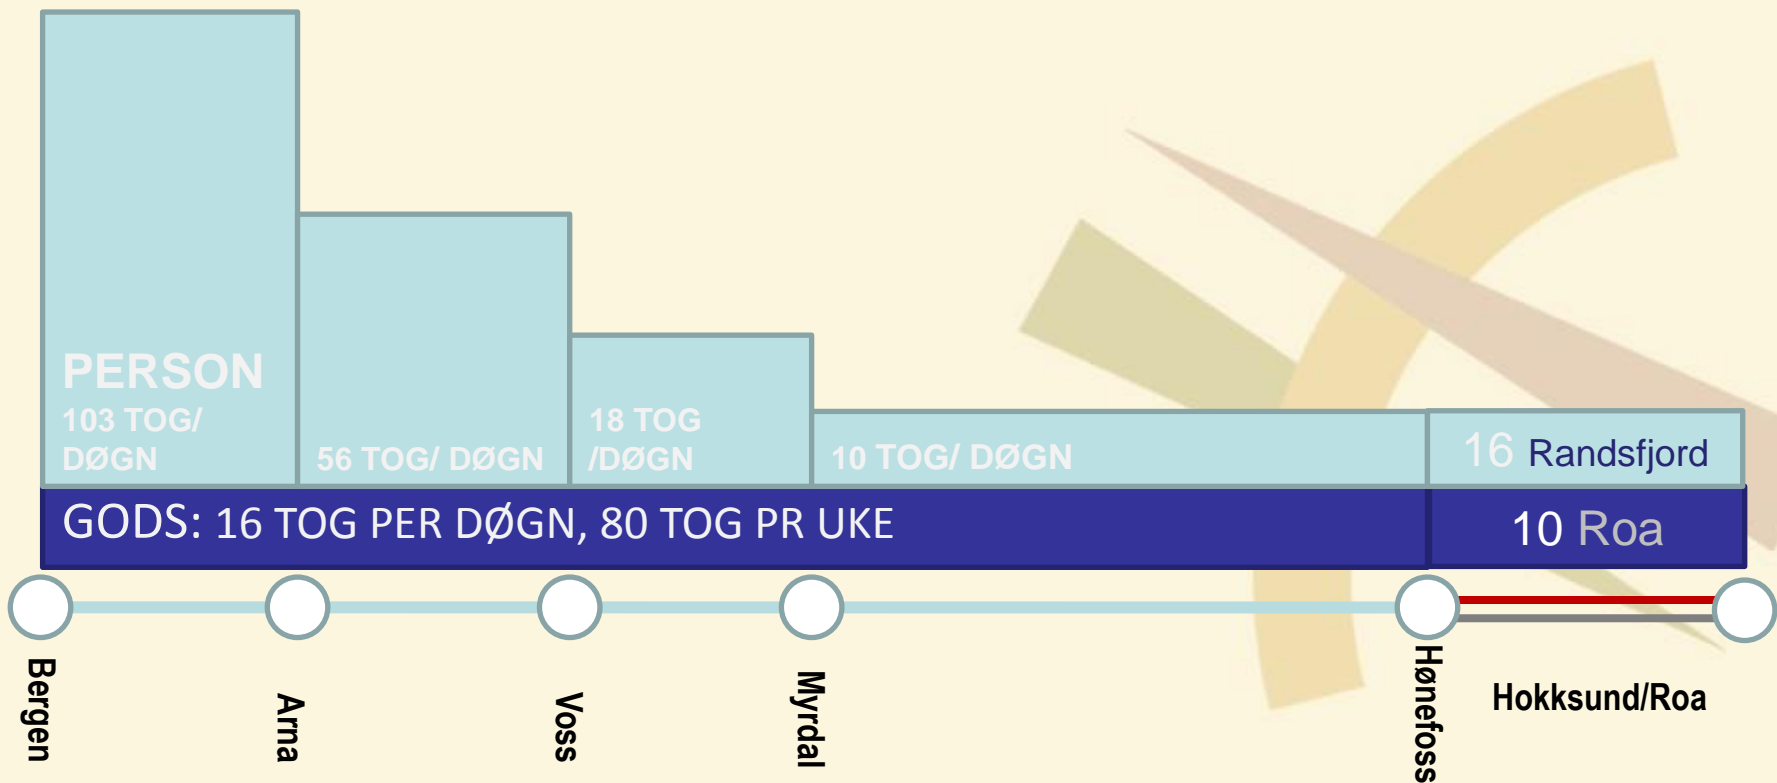 PERSON
103 TOG/
DØGN
56 TOG/ DØGN
18 TOG
/DØGN
10 TOG/ DØGN
16 Randsfjord
GODS: 16 TOG PER DØGN, 80 TOG PR UKE
10 Roa
Bergen
Arna
Voss
Myrdal
Hønefoss
Hokksund/Roa